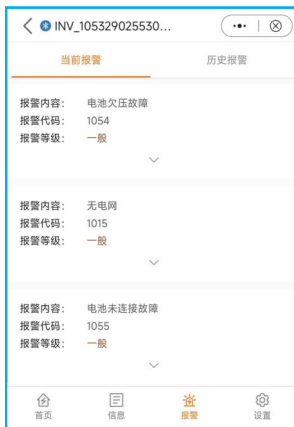 INV_105329025530...
当前报警
历史报警
报警内容： 电池欠压故障
报警代码： 1054
报警等级： 一般
报警内容： 无电网
报警代码： 1015
报警等级： 一般
报警内容： 电池未连接故障
报警代码： 1055
报警等级： 一般
首页
信息
报警
设置